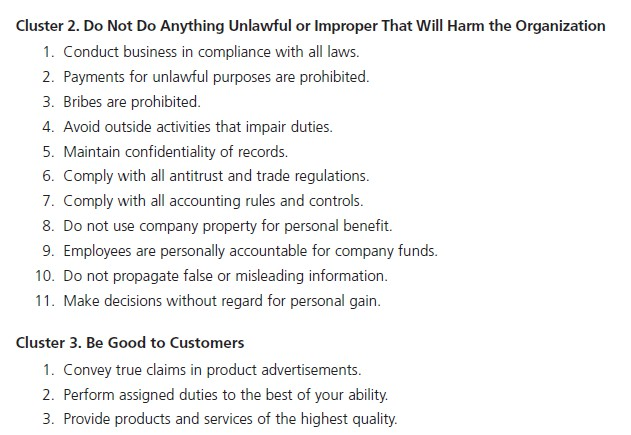 Cluster 2. Do Not Do Anything Unlawful or Improper That Will Harm the Organization
1. Conduct business in compliance with all laws.
2. Payments for unlawful purposes are prohibited.
3. Bribes are prohibited.
4. Avoid outside activities that impair duties.
5. Maintain confidentiality of records.
6. Comply with all antitrust and trade regulations.
7. Comply with all accounting rules and controls.
8. Do not use company property for personal benefit.
9. Employees are personally accountable for company funds.
10. Do not propagate false or misleading information.
11. Make decisions without regard for personal gain.
Cluster 3. Be Good to Customers
1. Convey true claims in product advertisements.
2. Perform assigned duties to the best of your ability.
3. Provide products and services of the highest quality.